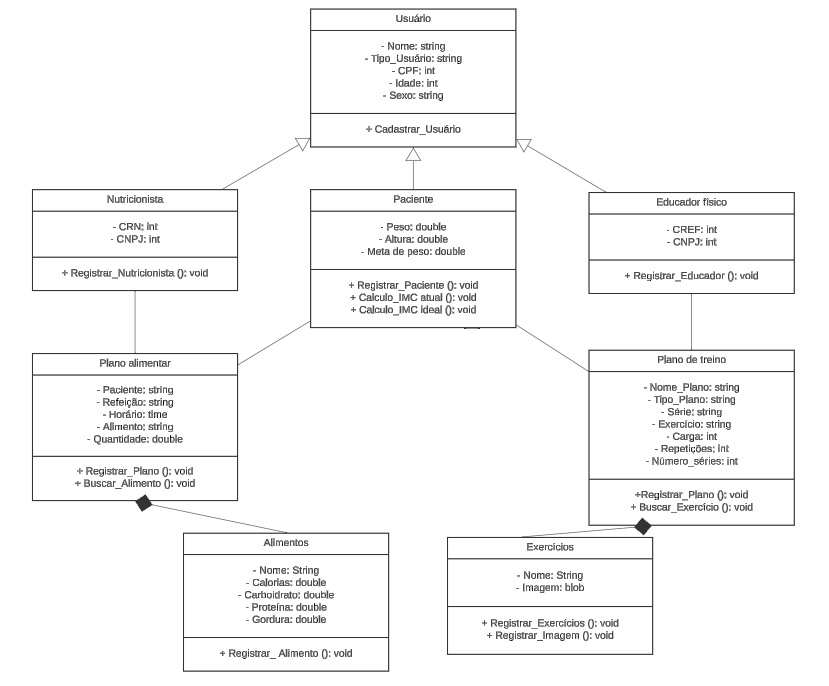 Usuário
- Nome: string
- Tipo_Usuário: string
- CPF: int
- Idade: int
- Sexo: string
+ Cadastrar_Usuário
Nutricionista
- CRN: int
- CNPJ: int
+ Registrar_Nutricionista (): void
Paciente
- Peso: double
- Altura: double
- Meta de peso: double
+ Registrar_Paciente (): void
+ Calculo_IMC atual (): void
+ Calculo_IMC ideal (): void
Educador físico
- CREF: int
- CNPJ: int
+ Registrar_Educador (): void
Plano alimentar
- Paciente: string
- Refeição: string
- Horário: time
- Alimento: string
- Quantidade: double
+ Registrar_Plano (): void
+ Buscar_Alimento (): void
Plano de treino
- Nome_Plano: string
- Tipo_Plano: string
- Série: string
- Exercício: string
- Carga: int
- Repetições: int
- Número_séries: int
+Registrar_Plano (): void
+ Buscar_Exercício (): void
Alimentos
- Nome: String
- Calorias: double
- Carboidrato: double
- Proteína: double
- Gordura: double
+ Registrar_ Alimento (): void
Exercícios
- Nome: String
- Imagem: blob
+ Registrar_Exercícios (): void
+ Registrar_Imagem (): void